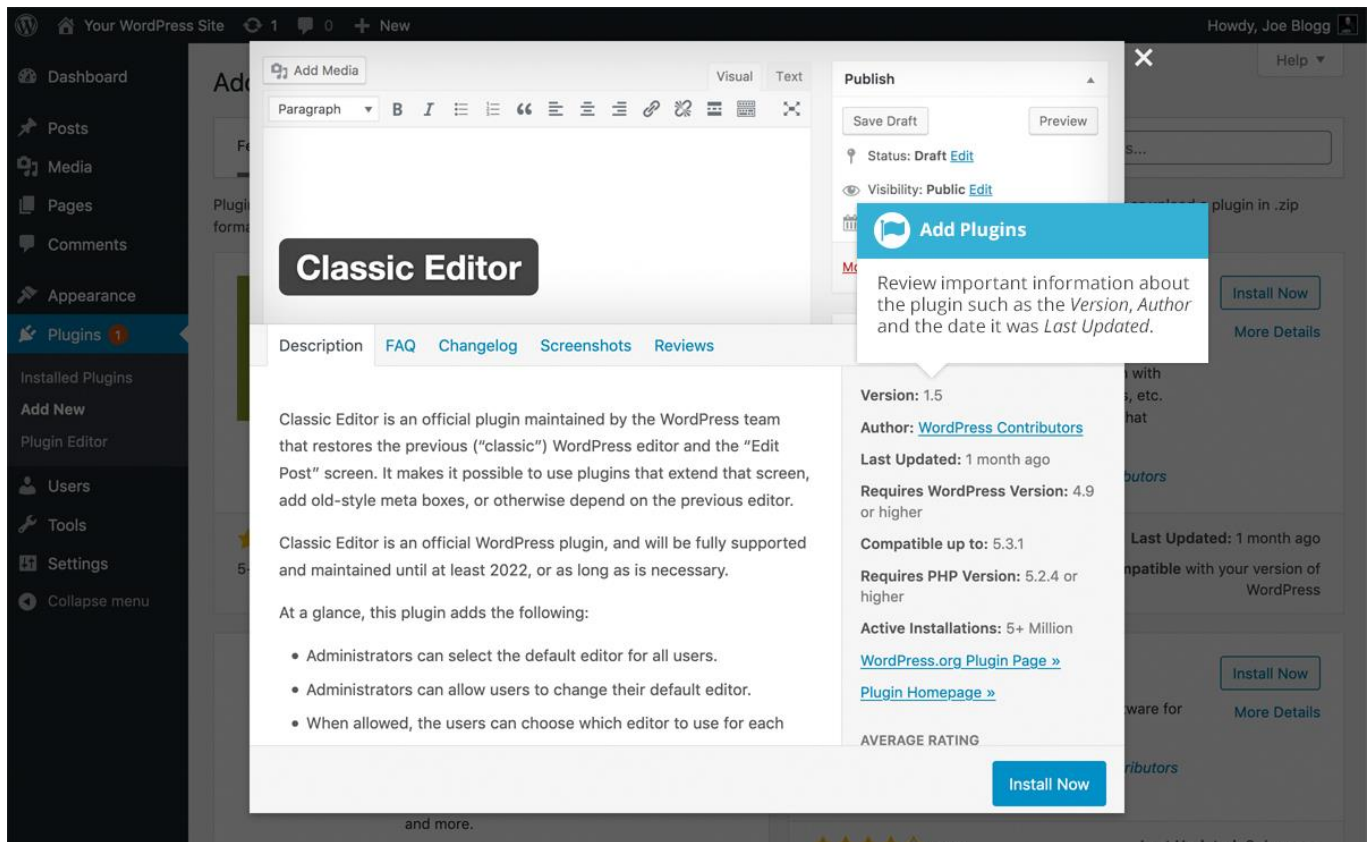 Your WordPress Site 1 0 + New Howdy, Joe Blogg
Dashboard
Posts
Media
Pages
Comments
Appearance
Plugins 1
Installed Plugins
Add New
Plugin Editor
Users
Tools
Settings
Collapse menu
Help
Add Media
Visual Text
Paragraph
B I
Classic Editor
Publish
Save Draft Preview
Status: Draft Edit
Visibility: Public Edit
Add Plugins
Review important information about
the plugin such as the Version, Author
and the date it was Last Updated.
Description FAQ Changelog Screenshots Reviews
Classic Editor is an official plugin maintained by the WordPress team
that restores the previous (“classic”) WordPress editor and the “Edit
Post” screen. It makes it possible to use plugins that extend that screen,
add old-style meta boxes, or otherwise depend on the previous editor.
Classic Editor is an official WordPress plugin, and will be fully supported
and maintained until at least 2022, or as long as is necessary.
At a glance, this plugin adds the following:
• Administrators can select the default editor for all users.
• Administrators can allow users to change their default editor.
• When allowed, the users can choose which editor to use for each
Version: 1.5
Author: WordPress Contributors
Last Updated: 1 month ago
Requires WordPress Version: 4.9
or higher
Compatible up to: 5.3.1
Requires PHP Version: 5.2.4 or
higher
Active Installations: 5+ Million
WordPress.org Plugin Page »
Plugin Homepage »
AVERAGE RATING
Install Now
plugin in .zip
Install Now
More Details
with
, etc.
hat
Last Updated: 1 month ago
with your version of
WordPress
Install Now
More Details
ware for
and more.